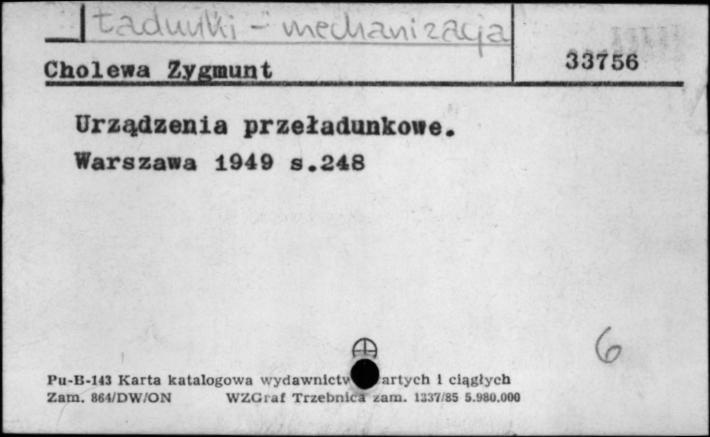 Ładunki - mechanizacja
Cholewa Zygmunt
33756
Urządzenia przeładunkowe.
Warszawa 1949 s.248
6
Pu-B-143 Karta katalogowa wydawnictw artych i ciągłych
Zam. 864/DW/ON WZGraf Trzebnica zam. 1337/85 5.980.000